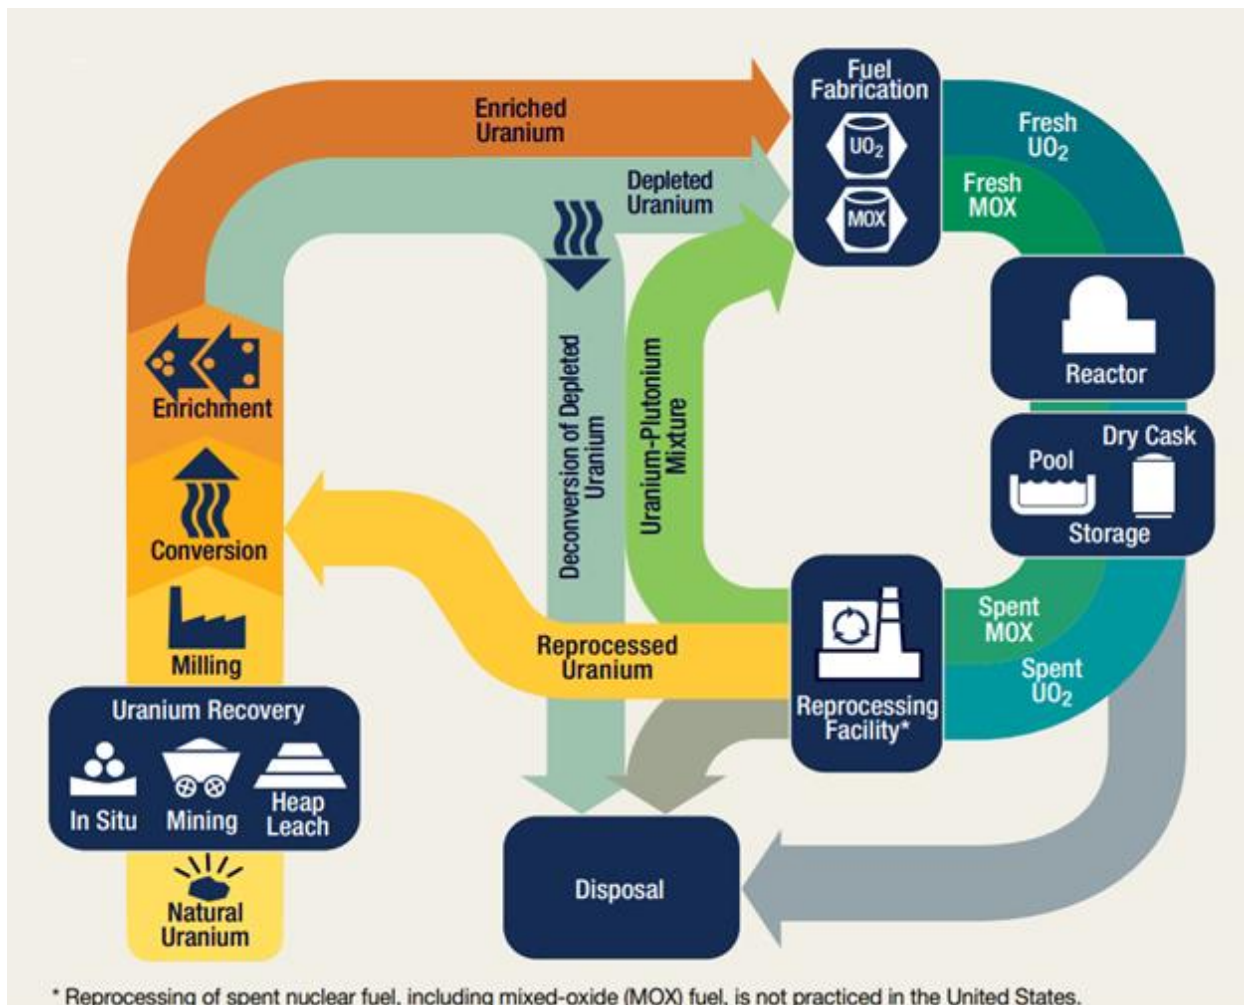 Fuel
Fabrication
UO2
MOX
Enriched
Uranium
Depleted
Uranium
Fresh
UO2
Fresh
MOX
Reactor
Dry Cask
Pool
Storage
Enrichment
Conversion
Milling
Deconversion of Depleted
Uranium
Uranium-Plutonium
Mixture
Reprocessed
Uranium
Reprocessing
Facility*
Spent
MOX
Spent
UO2
Uranium Recovery
In Situ
Mining
Heap
Leach
Natural
Uranium
Disposal
* Reprocessing of spent nuclear fuel, including mixed-oxide (MOX) fuel, is not practiced in the United States.